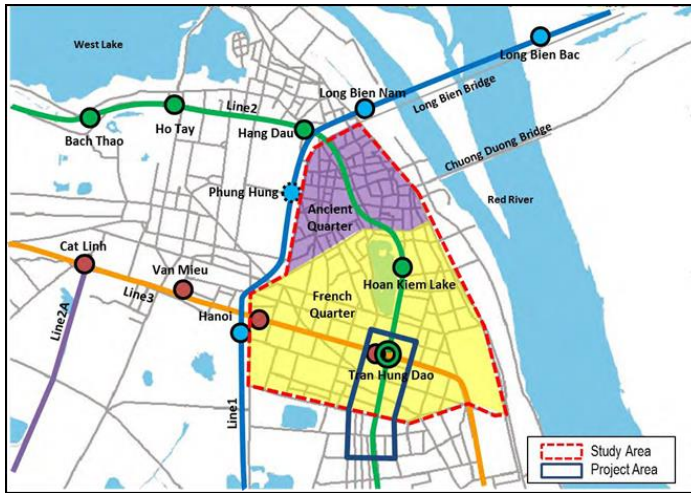 West Lake
Long Bien Bac
Long Bien Nam
Long Bien Bridge
Line2
Ho Tay
Hang Dau
Bach Thao
Chuong Duong Bridge
Phung Hung
Red River
Ancient
Quarter
Cat Linh
Van Mieu
Hoan Kiem Lake
Line3
French
Quarter
Hanoi
Line2A
Tran Hung Dao
Line1
Study Area
Project Area